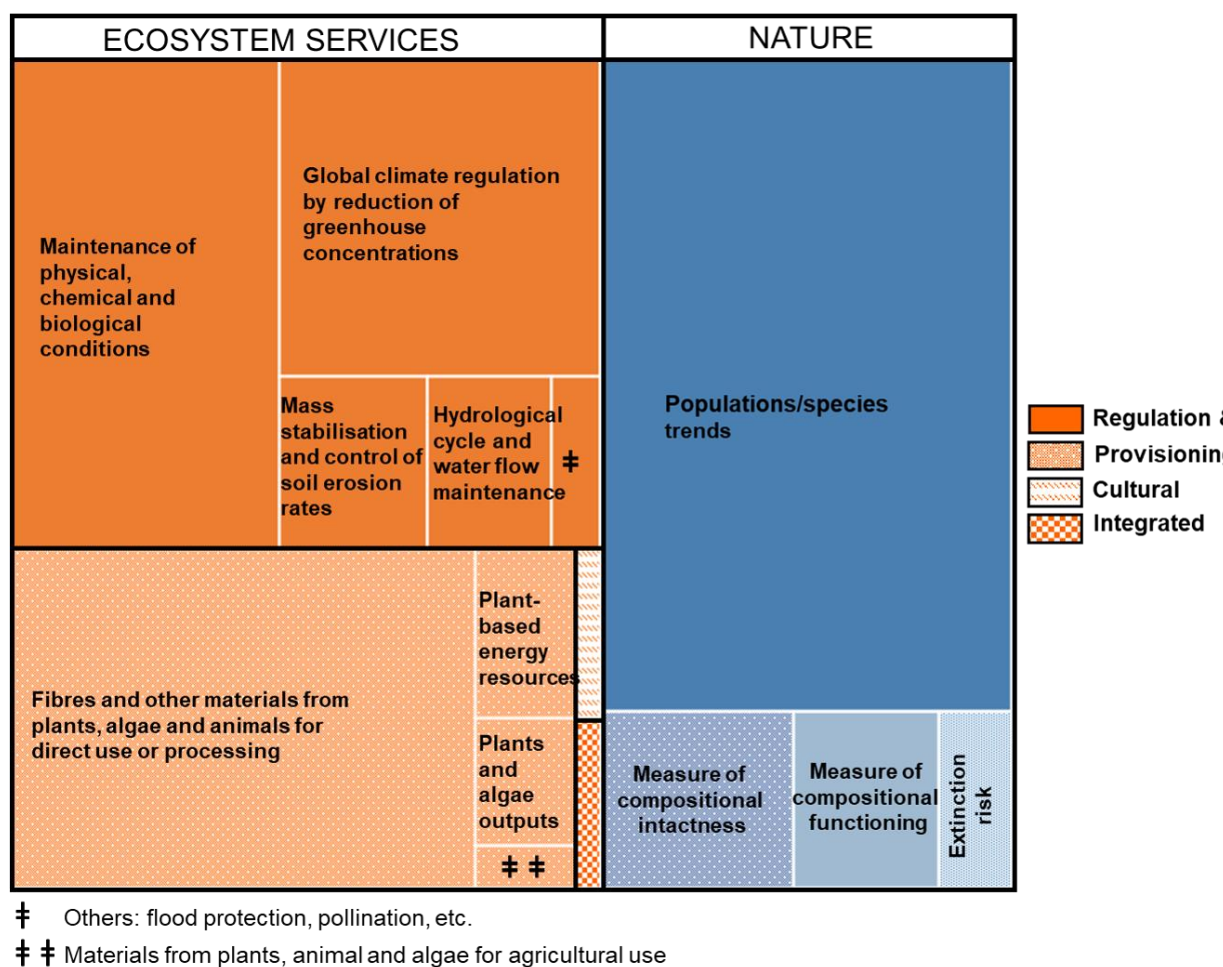 ECOSYSTEM SERVICES
NATURE
Maintenance of
physical,
chemical and
biological
conditions
Global climate regulation
by reduction of
greenhouse
concentrations
Mass
stabilisation
and control of
soil erosion
rates
Hydrological
cycle and
water flow
maintenance
ǂ
Fibres and other materials from
plants, algae and animals for
direct use or processing
Plant-
based
energy
resources
Plants
and
algae
outputs
ǂ ǂ
Populations/species
trends
Measure of
compositional
intactness
Measure of
compositional
functioning
Extinction
risk
Regulation &
Provisioning
Cultural
Integrated
ǂ Others: flood protection, pollination, etc.
ǂ ǂ Materials from plants, animal and algae for agricultural use